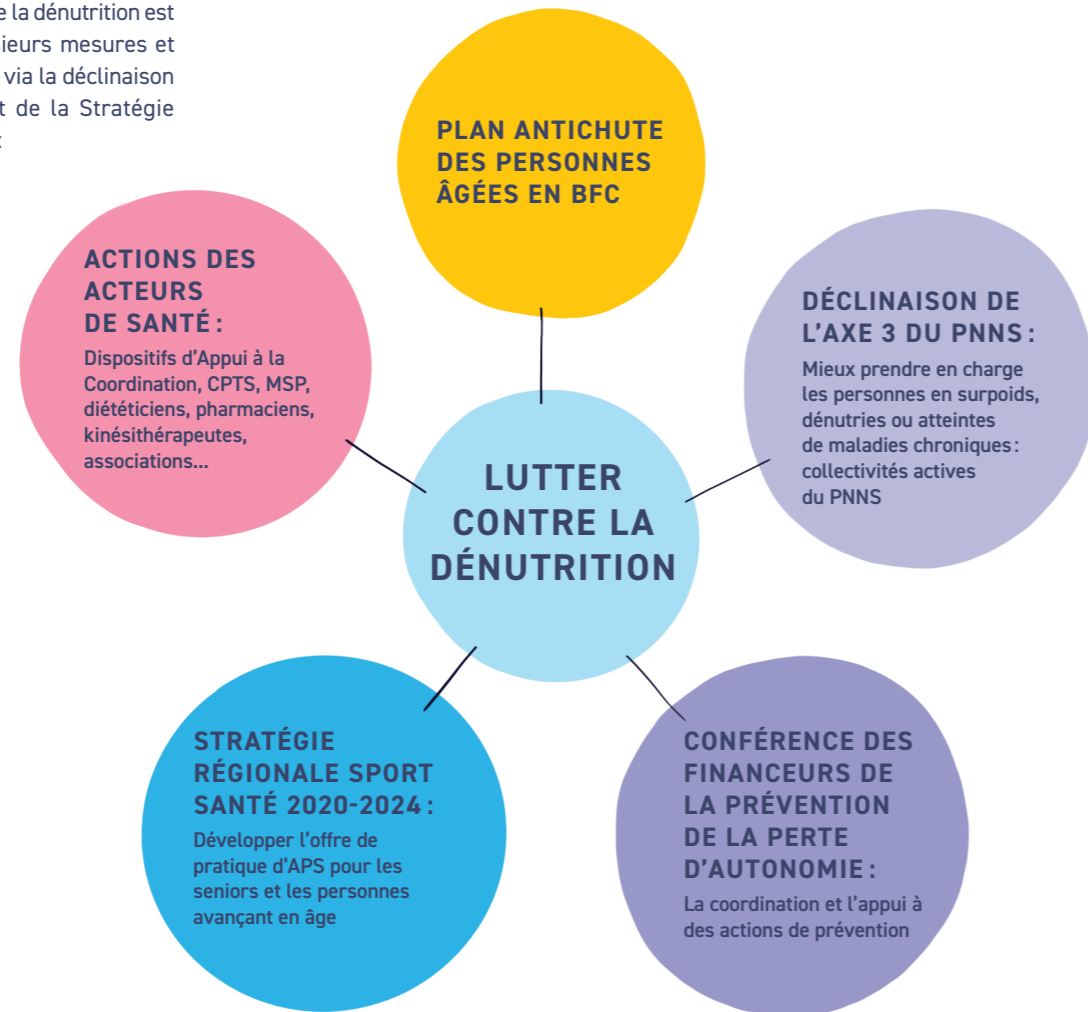 e la dénutrition est
sieurs mesures et
via la déclinaison
t de la Stratégie
:
PLAN ANTICHUTE
DES PERSONNES
ÂGÉES EN BFC
ACTIONS DES
ACTEURS
DE SANTÉ :
Dispositifs d’Appui à la
Coordination, CPTS, MSP,
diététiciens, pharmaciens,
kinésithérapeutes,
associations...
DÉCLINAISON DE
L’AXE 3 DU PNNS :
Mieux prendre en charge
les personnes en surpoids,
dénutries ou atteintes
de maladies chroniques :
collectivités actives
du PNNS
LUTTER
CONTRE LA
DÉNUTRITION
STRATÉGIE
RÉGIONALE SPORT
SANTÉ 2020-2024 :
Développer l’offre de
pratique d’APS pour les
seniors et les personnes
avançant en âge
CONFÉRENCE DES
FINANCEURS DE
LA PRÉVENTION
DE LA PERTE
D’AUTONOMIE :
La coordination et l’appui à
des actions de prévention